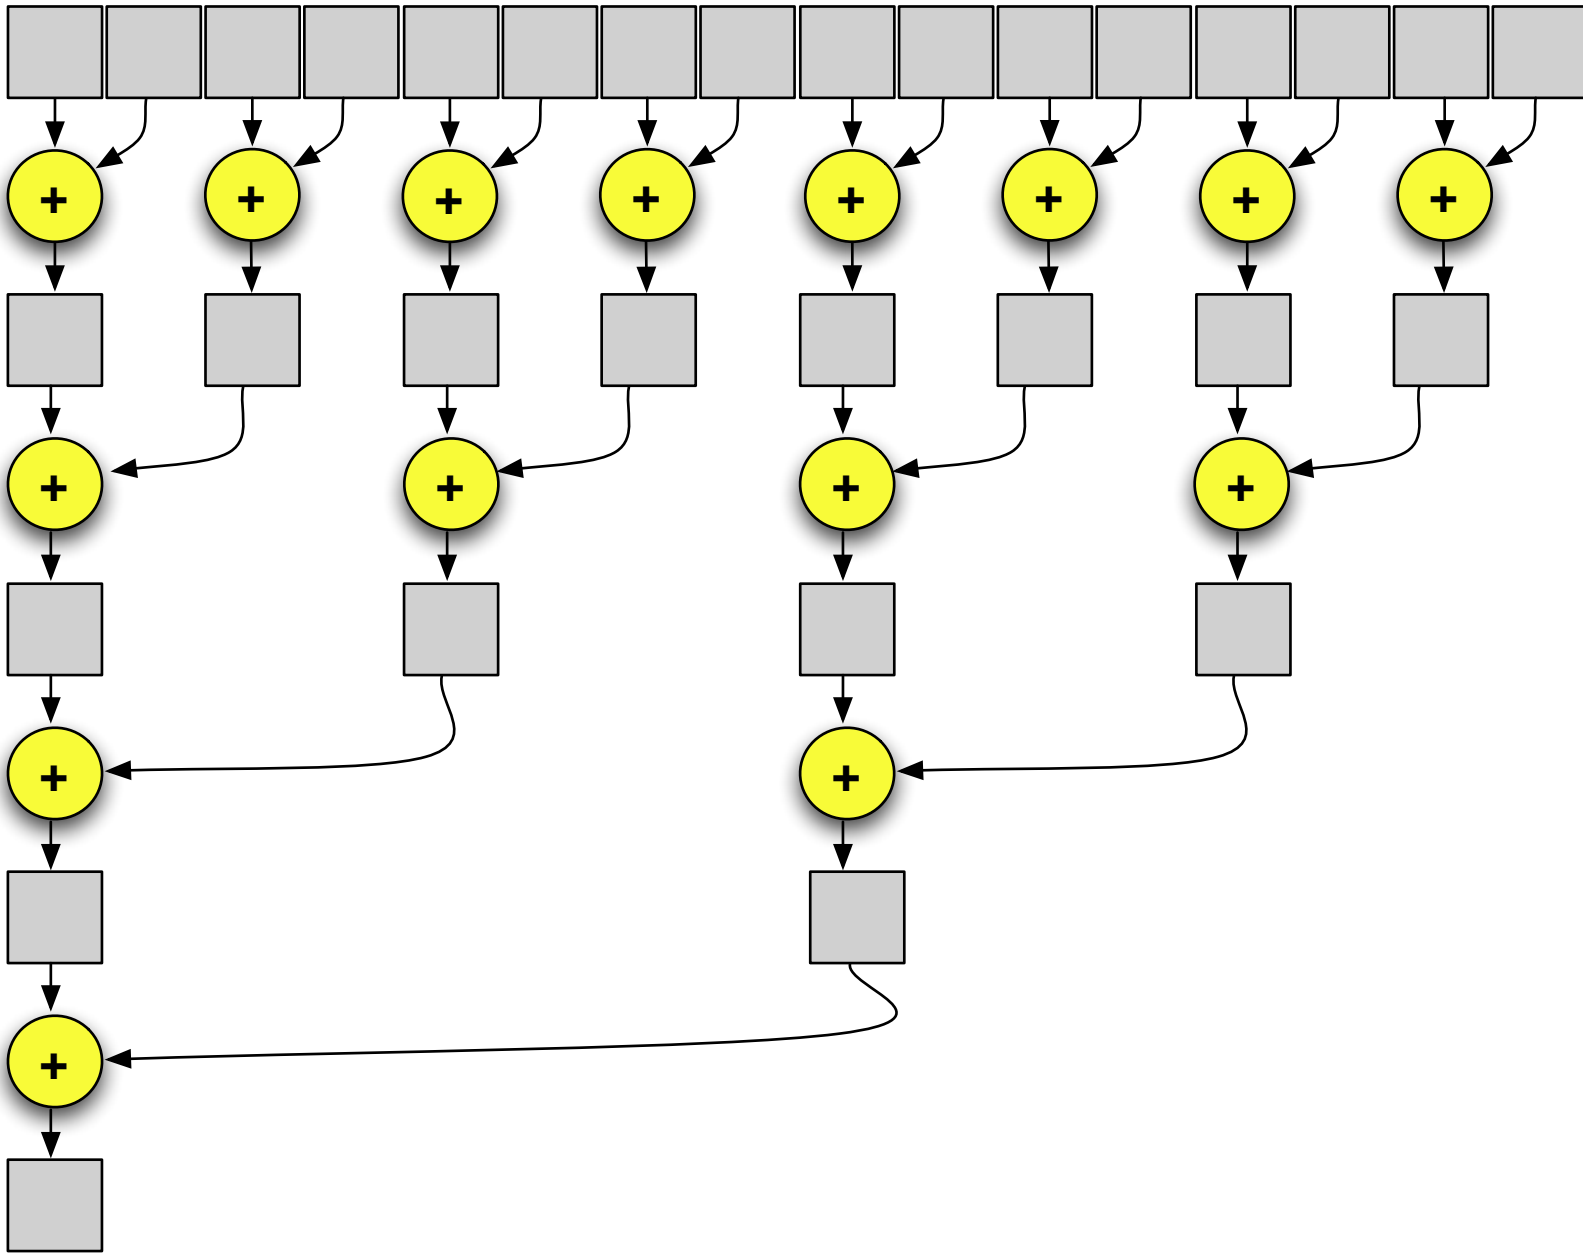 + + + + + + + +
+ + + +
+ +
+